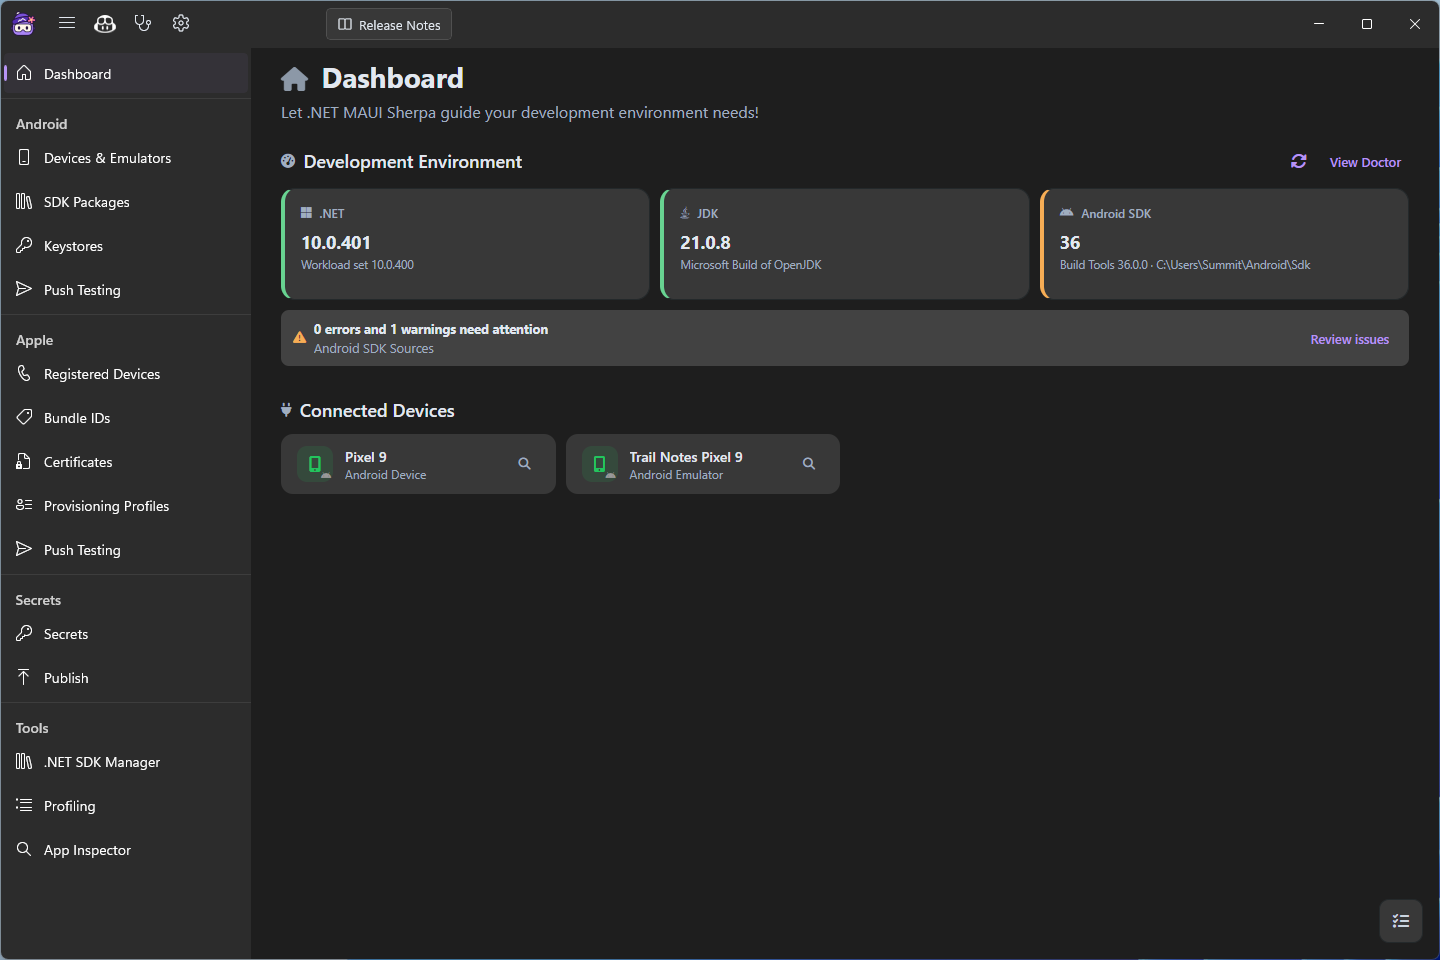 Release Notes
Dashboard
Android
Devices & Emulators
SDK Packages
Keystores
Push Testing
Apple
Registered Devices
Bundle IDs
Certificates
Provisioning Profiles
Push Testing
Secrets
Secrets
Publish
Tools
.NET SDK Manager
Profiling
App Inspector
Dashboard
Let .NET MAUI Sherpa guide your development environment needs!
Development Environment
View Doctor
.NET
10.0.401
Workload set 10.0.400
JDK
21.0.8
Microsoft Build of OpenJDK
Android SDK
36
Build Tools 36.0.0 · C:\Users\Summit\Android\Sdk
0 errors and 1 warnings need attention
Android SDK Sources
Review issues
Connected Devices
Pixel 9
Android Device
Trail Notes Pixel 9
Android Emulator